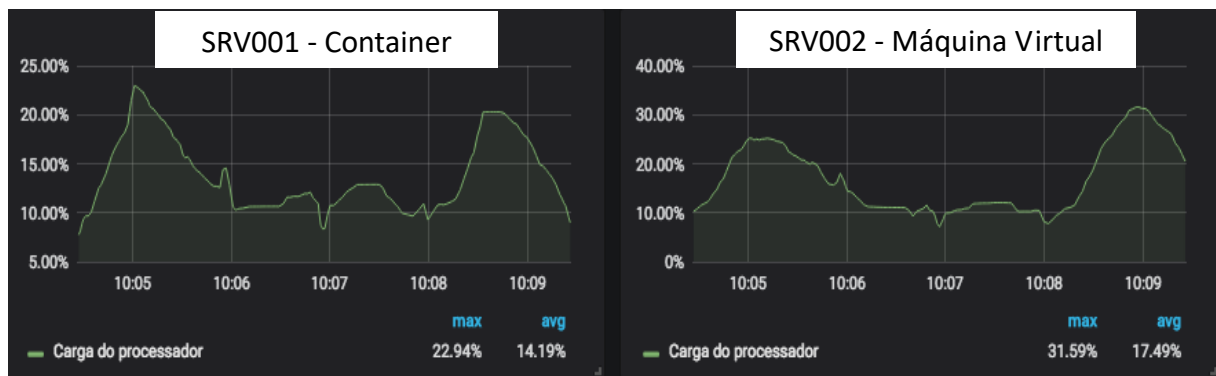 SRV001 - Container
25.00%
20.00%
15.00%
10.00%
5.00%
10:05 10:06 10:07 10:08 10:09
max avg
Carga do processador 22.94% 14.19%
SRV002 - Máquina Virtual
40.00%
30.00%
20.00%
10.00%
0%
10:05 10:06 10:07 10:08 10:09
max avg
Carga do processador 31.59% 17.49%